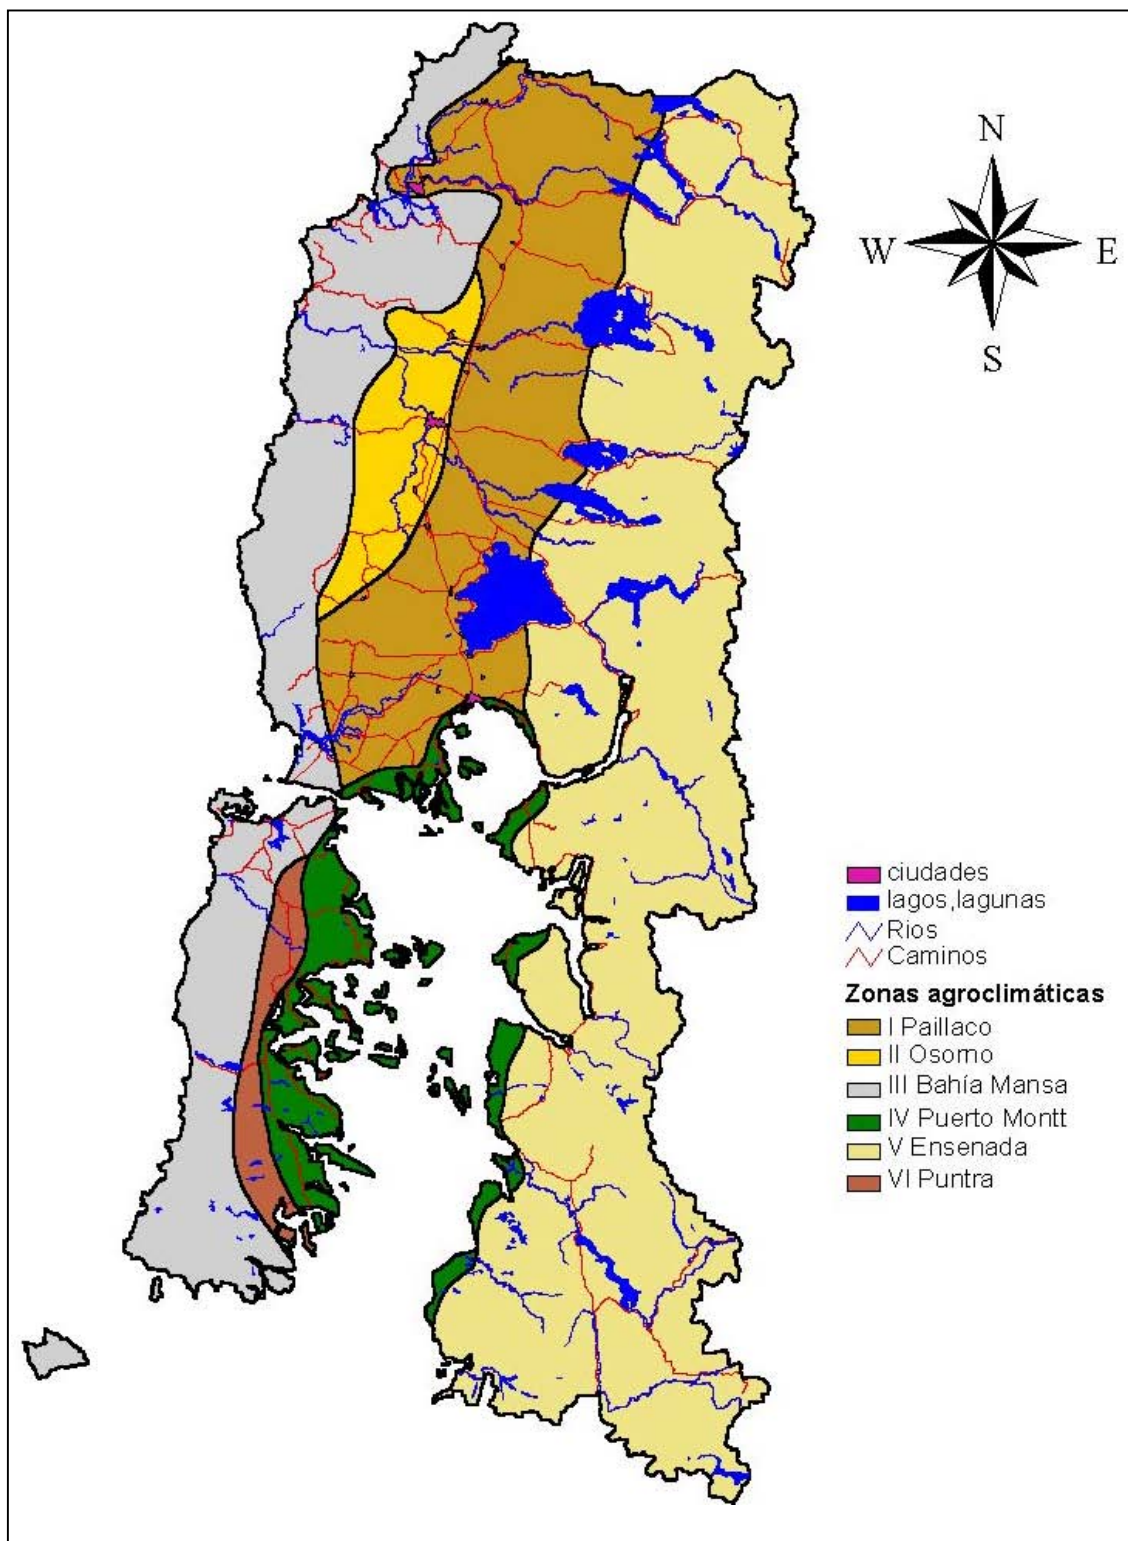 N
W
E
S
ciudades
lagos,lagunas
Rios
Caminos
Zonas agroclimáticas
I Paillaco
II Osorno
III Bahía Mansa
IV Puerto Montt
V Ensenada
VI Puntra